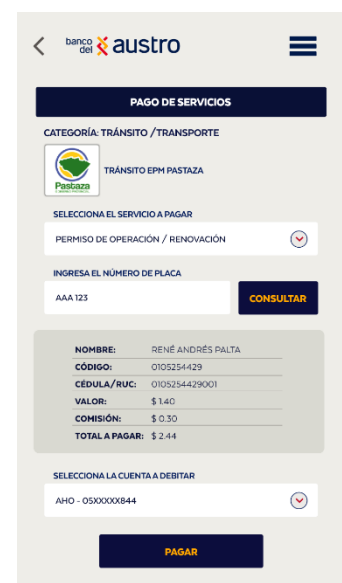 banco del austro
PAGO DE SERVICIOS
CATEGORÍA: TRÁNSITO / TRANSPORTE
Pastaza
TRÁNSITO EPM PASTAZA
SELECCIONA EL SERVICIO A PAGAR
PERMISO DE OPERACIÓN / RENOVACIÓN
INGRESA EL NÚMERO DE PLACA
AAA 123
CONSULTAR
NOMBRE: RENÉ ANDRÉS PALTA
CÓDIGO: 0105254429
CÉDULA/RUC: 0105254429001
VALOR: $ 1.40
COMISIÓN: $ 0.30
TOTAL A PAGAR: $ 2.44
SELECCIONA LA CUENTA A DEBITAR
AHO - 05XXXXX844
PAGAR